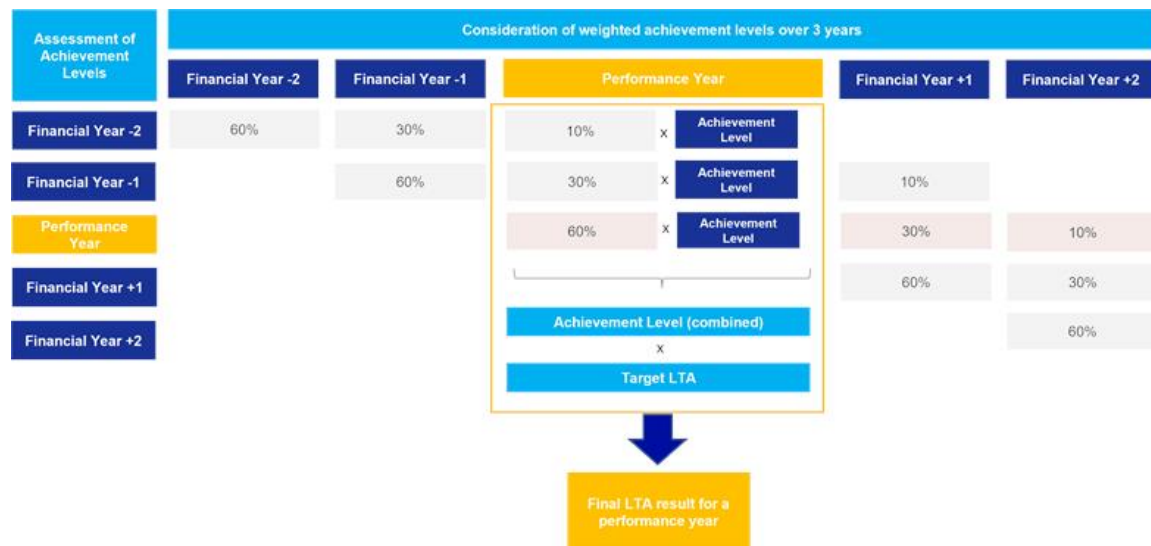 Assessment of
Achievement
Levels
Consideration of weighted achievement levels over 3 years
Financial Year -2
Financial Year -1
Performance Year
Financial Year +1
Financial Year +2
Financial Year -2
60%
30%
10%
x
Achievement
Level
Financial Year -1
60%
30%
x
Achievement
Level
10%
Performance
Year
60%
x
Achievement
Level
30%
10%
Financial Year +1
60%
30%
Financial Year +2
60%
Achievement Level (combined)
x
Target LTA
Final LTA result for a
performance year